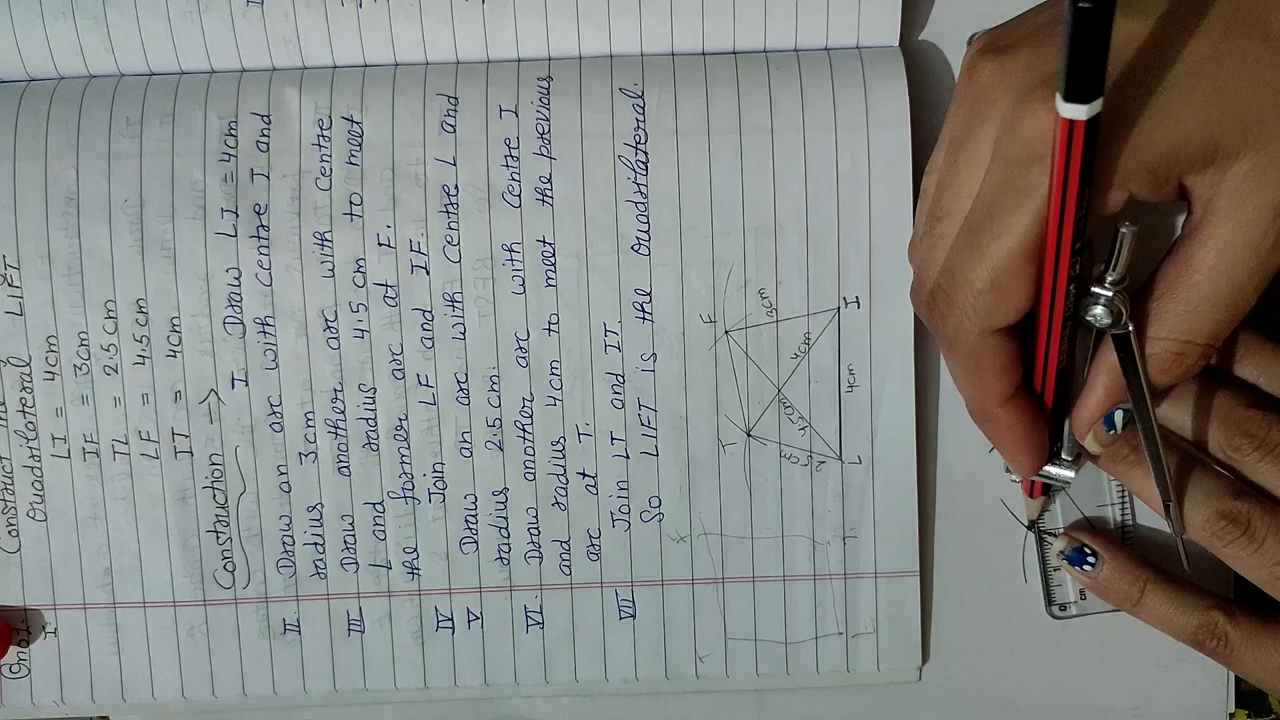 Construct the
Quadrilateral LIFT
LI = 4cm
IF = 3cm
TL = 2.5cm
LF = 4.5cm
IT = 4cm
Construction →
I. Draw LI = 4cm
II. Draw an arc with centre I and
radius 3cm
III Draw another arc with Centre
L and radius 4.5 cm to meet
the former arc at F.
IV Join LF and IF.
V Draw an arc with Centre L and
radius 2.5cm.
VI. Draw another arc with Centre I
and radius 4cm to meet the previous
arc at T.
VII Join LT and IT.
So LIFT is the Quadrilateral.
F
T
3cm
4cm
4.5cm
I
L
4cm
0 cm